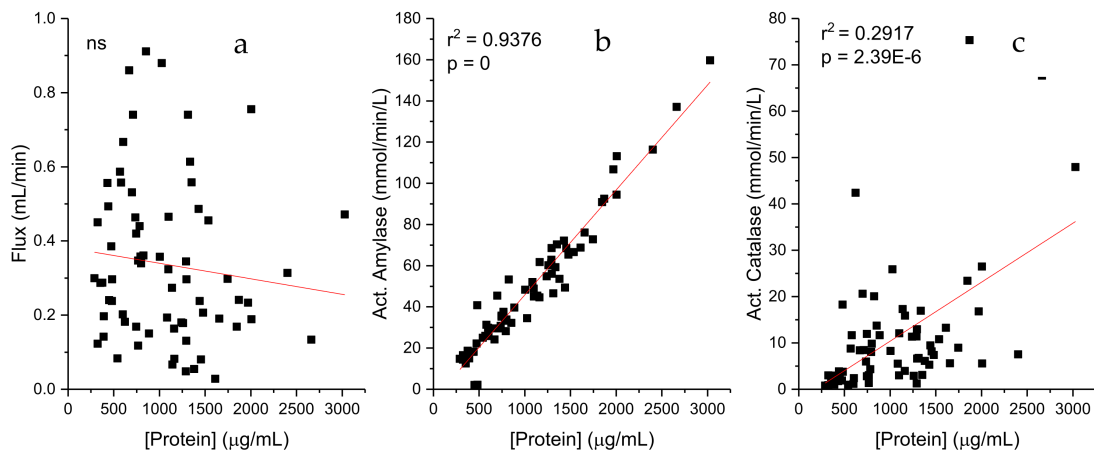 ns
a
Flux (mL/min)
1.0
0.8
0.6
0.4
0.2
0.0
0 500 1000 1500 2000 2500 3000
[Protein] (μg/mL)
r² = 0.9376
p = 0
b
Act. Amylase (mmol/min/L)
200
180
160
140
120
100
80
60
40
20
0
0 500 1000 1500 2000 2500 3000
[Protein] (μg/mL)
r² = 0.2917
p = 2.39E-6
c
Act. Catalase (mmol/min/L)
80
70
60
50
40
30
20
10
0
0 500 1000 1500 2000 2500 3000
[Protein] (μg/mL)